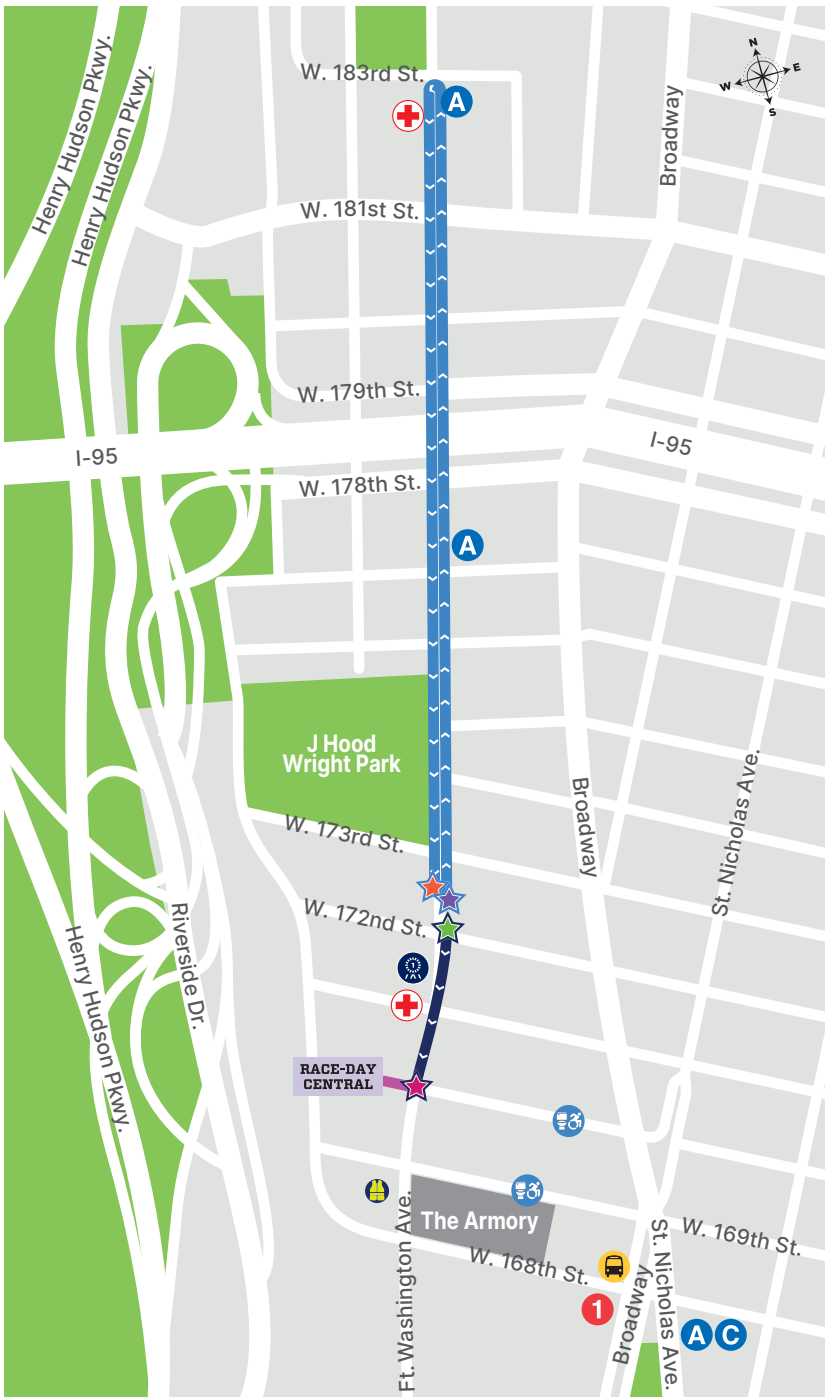 W. 183rd St.
A
N
W
E
S
Henry Hudson Pkwy.
Henry Hudson Pkwy.
Broadway
W. 181st St.
W. 179th St.
I-95
I-95
W. 178th St.
A
J Hood
Wright Park
W. 173rd St.
Broadway
St. Nicholas Ave.
W. 172nd St.
Henry Hudson Pkwy.
Riverside Dr.
1
RACE-DAY
CENTRAL
The Armory
Ft. Washington Ave.
W. 169th St.
W. 168th St.
1
Broadway
St. Nicholas Ave.
A
C